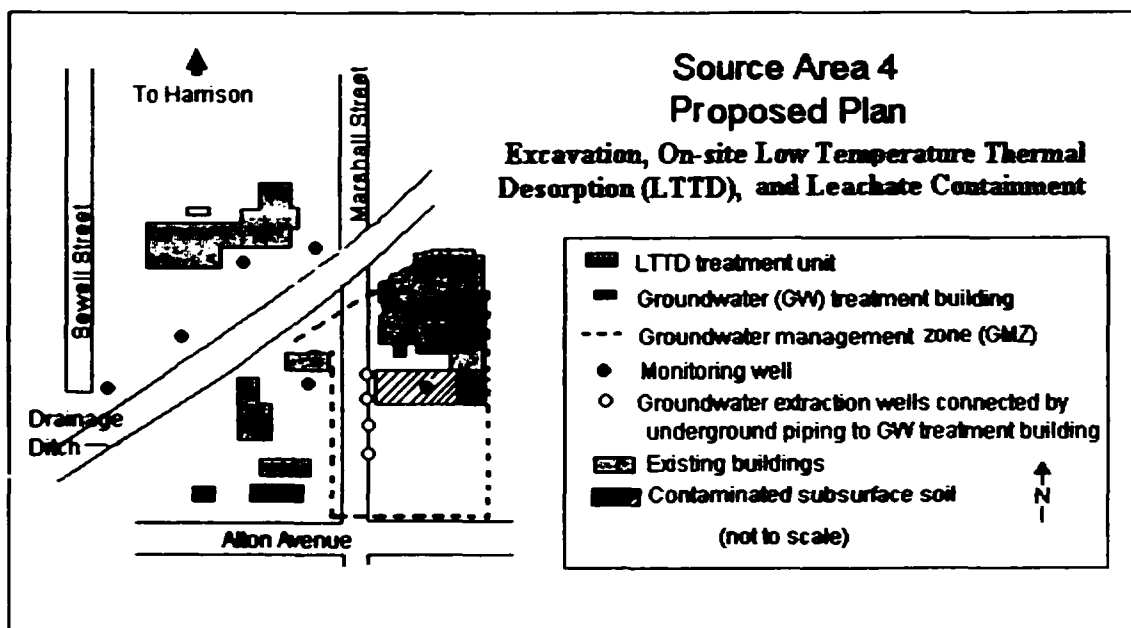 Source Area 4
Proposed Plan
Excavation, On-site Low Temperature Thermal
Desorption (LTTD), and Leachate Containment
To Harrison
Sewell Street
Marshall Street
Drainage
Ditch
Alton Avenue
LTTD treatment unit
Groundwater (GW) treatment building
Groundwater management zone (GMZ)
Monitoring well
Groundwater extraction wells connected by
underground piping to GW treatment building
Existing buildings
Contaminated subsurface soil
N
(not to scale)